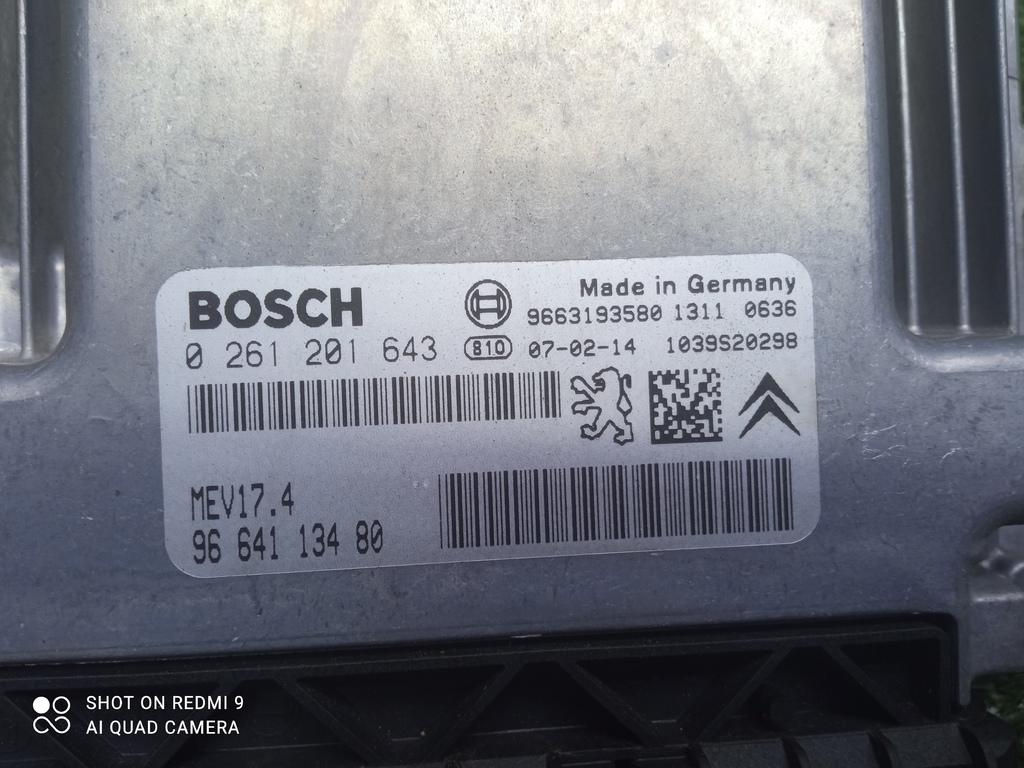 BOSCH
Made in Germany
9663193580 1311 0636
0 261 201 643
810
07-02-14 1039S20298
MEV17.4
96 641 134 80
SHOT ON REDMI 9
AI QUAD CAMERA